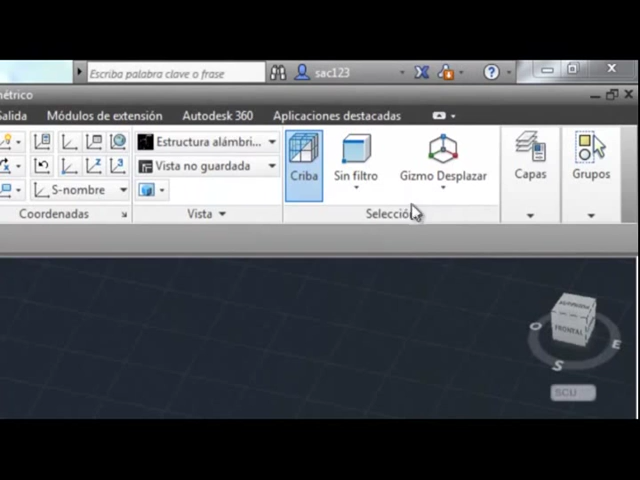 Escriba palabra clave o frase
sac123
métrico
Salida Módulos de extensión Autodesk 360 Aplicaciones destacadas
Estructura alámbri...
Vista no guardada
S-nombre
Criba
Sin filtro
Gizmo Desplazar
Capas
Grupos
Coordenadas
Vista
Selección
FRONTAL
O
E
S
SCU